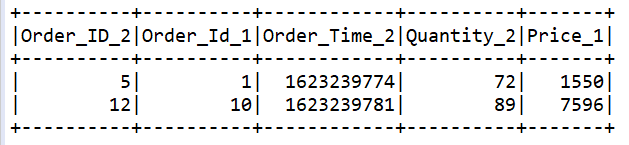 +----------+----------+------------+----------+-------+
|Order_ID_2|Order_Id_1|Order_Time_2|Quantity_2|Price_1|
+----------+----------+------------+----------+-------+
|         5|         1|  1623239774|        72|   1550|
|        12|        10|  1623239781|        89|   7596|
+----------+----------+------------+----------+-------+